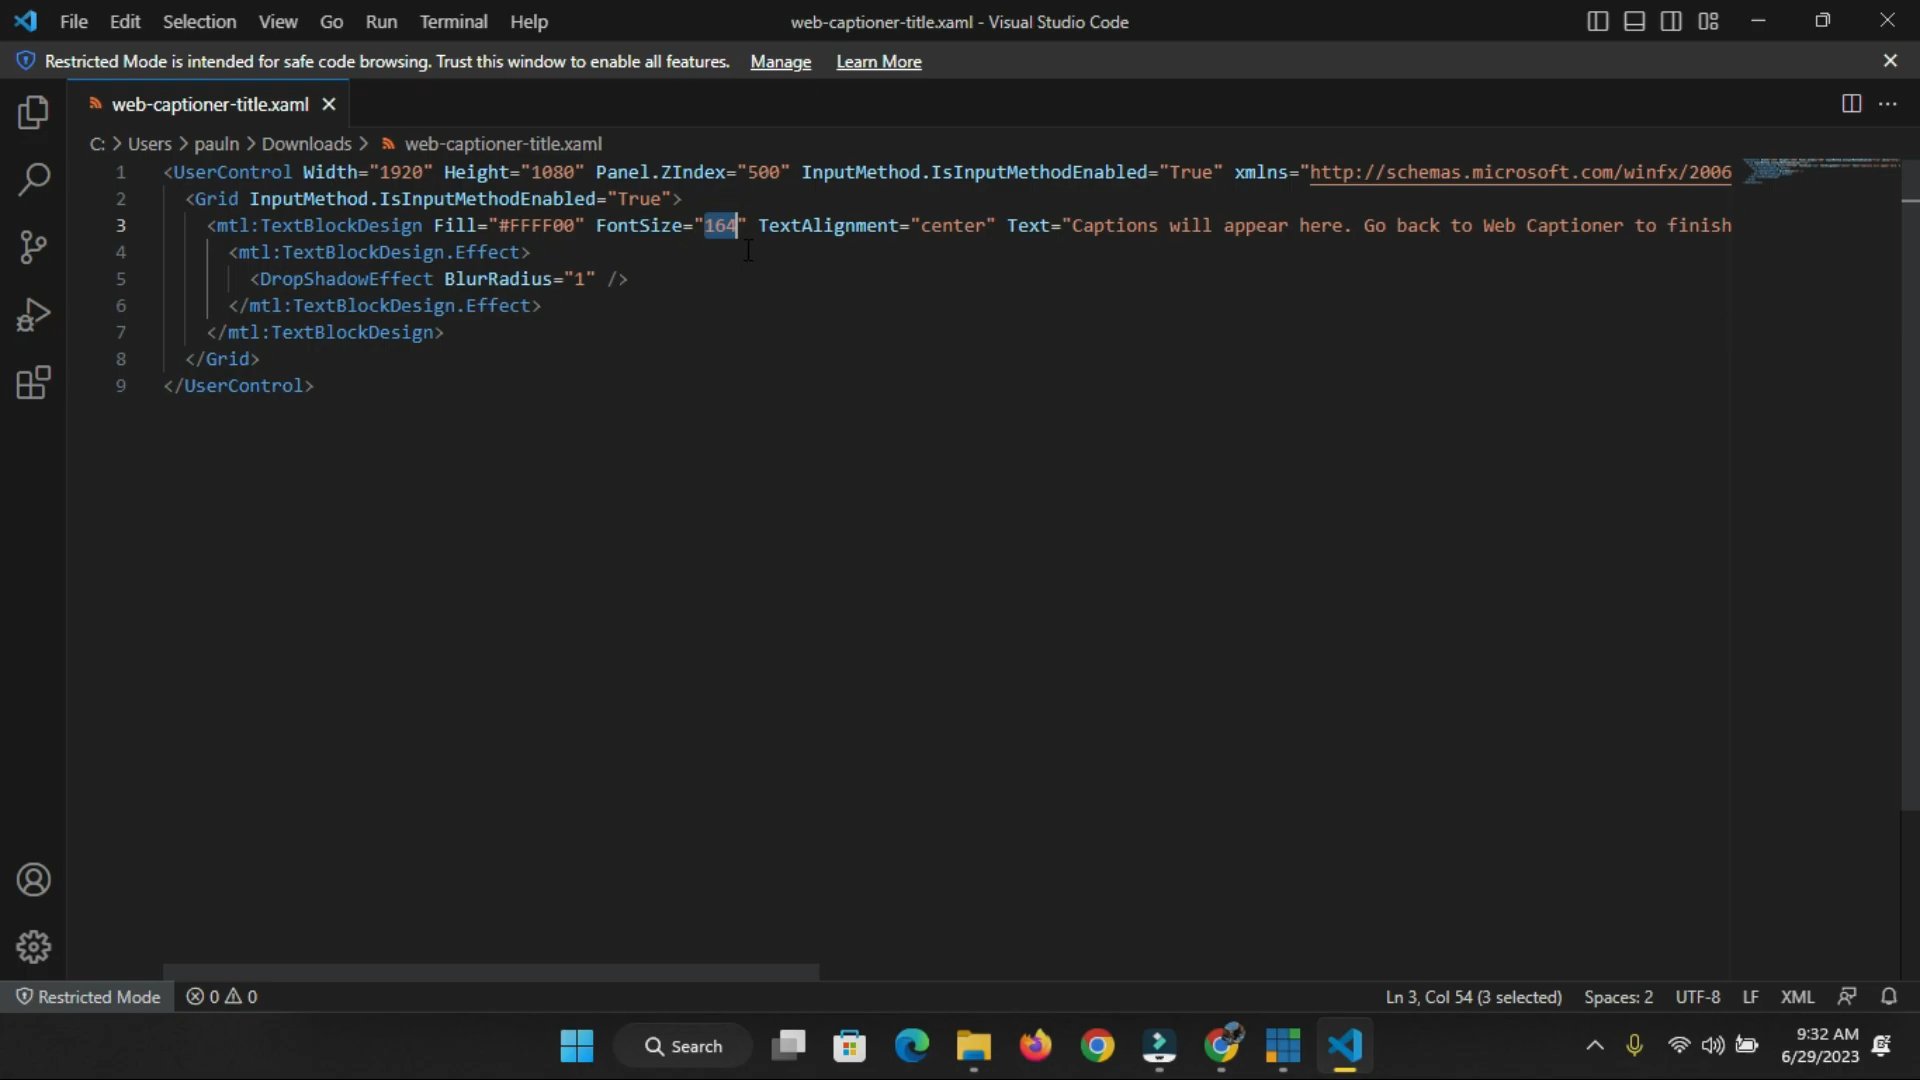 File Edit Selection View Go Run Terminal Help web-captioner-title.xaml - Visual Studio Code
Restricted Mode is intended for safe code browsing. Trust this window to enable all features. Manage Learn More
web-captioner-title.xaml
C: > Users > pauln > Downloads > web-captioner-title.xaml
1 <UserControl Width="1920" Height="1080" Panel.ZIndex="500" InputMethod.IsInputMethodEnabled="True" xmlns="http://schemas.microsoft.com/winfx/2006
2 <Grid InputMethod.IsInputMethodEnabled="True">
3 <mtl:TextBlockDesign Fill="#FFFF00" FontSize="164" TextAlignment="center" Text="Captions will appear here. Go back to Web Captioner to finish
4 <mtl:TextBlockDesign.Effect>
5 <DropShadowEffect BlurRadius="1" />
6 </mtl:TextBlockDesign.Effect>
7 </mtl:TextBlockDesign>
8 </Grid>
9 </UserControl>
Restricted Mode 0 0 Ln 3, Col 54 (3 selected) Spaces: 2 UTF-8 LF XML
Search
9:32 AM
6/29/2023